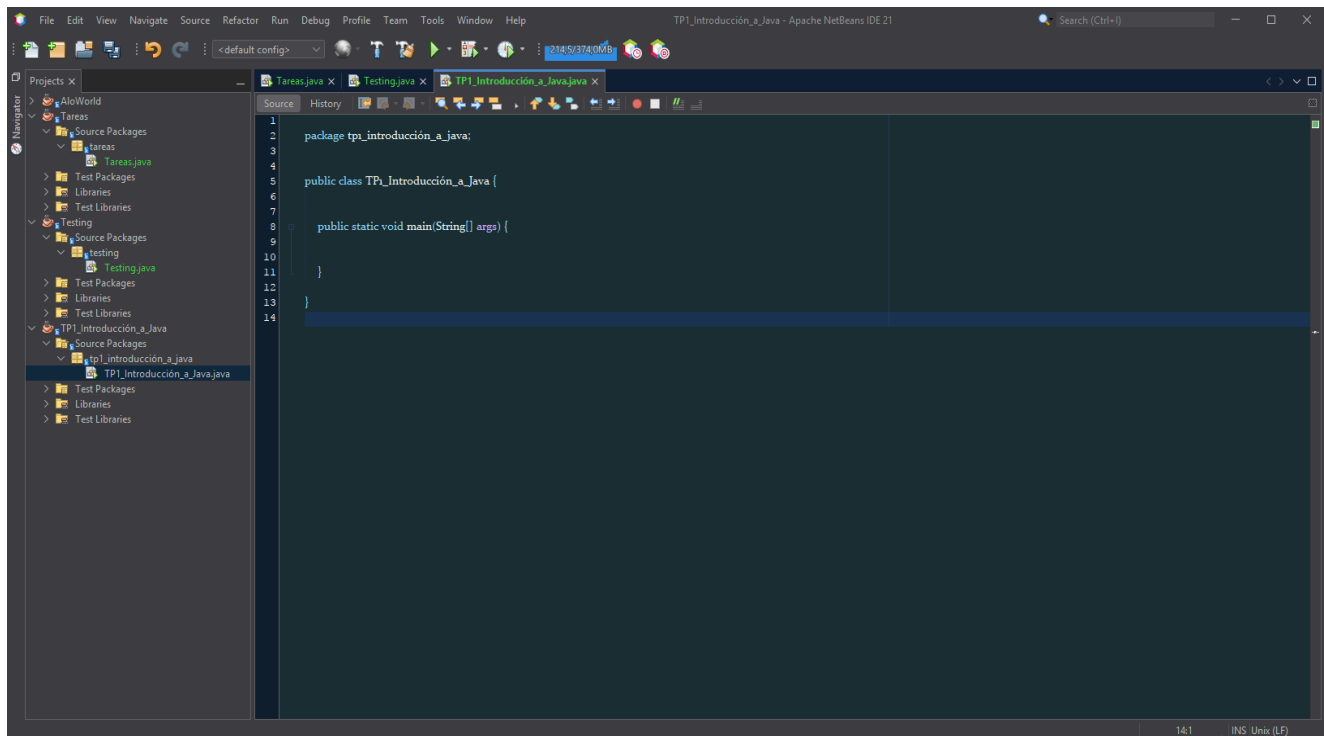 File Edit View Navigate Source Refactor Run Debug Profile Team Tools Window Help
TP1_Introducción_a_Java - Apache NetBeans IDE 21
Search (Ctrl+I)
<default config>
214,5/374,0MB
Projects
Tareas.java
Testing.java
TP1_Introducción_a_Java.java
Navigator
Source History
AloWorld
Tareas
Source Packages
tareas
Tareas.java
Test Packages
Libraries
Test Libraries
Testing
Source Packages
testing
Testing.java
Test Packages
Libraries
Test Libraries
TP1_Introducción_a_Java
Source Packages
tp1_introducción_a_java
TP1_Introducción_a_Java.java
Test Packages
Libraries
Test Libraries
1
2 package tp1_introducción_a_java;
3
4
5 public class TP1_Introducción_a_Java {
6
7
8 public static void main(String[] args) {
9
10
11 }
12
13 }
14
14:1 INS Unix (LF)